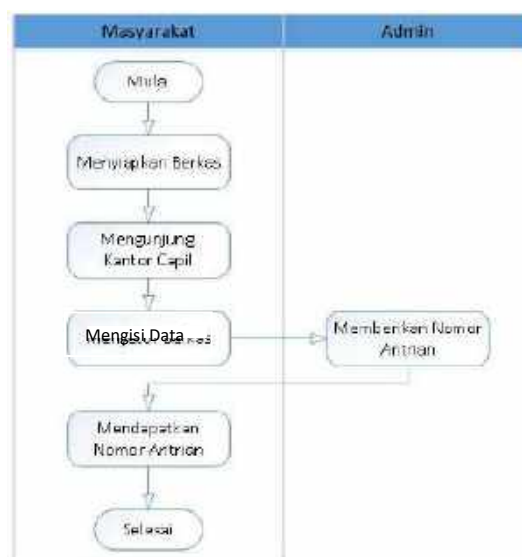 Masyarakat Admin
Mulai
Menyiapkan Berkas
Mengunjungi
Kantor Capil
Mengisi Data
Memberikan Nomor
Antrian
Mendapatkan
Nomor Antrian
Selesai